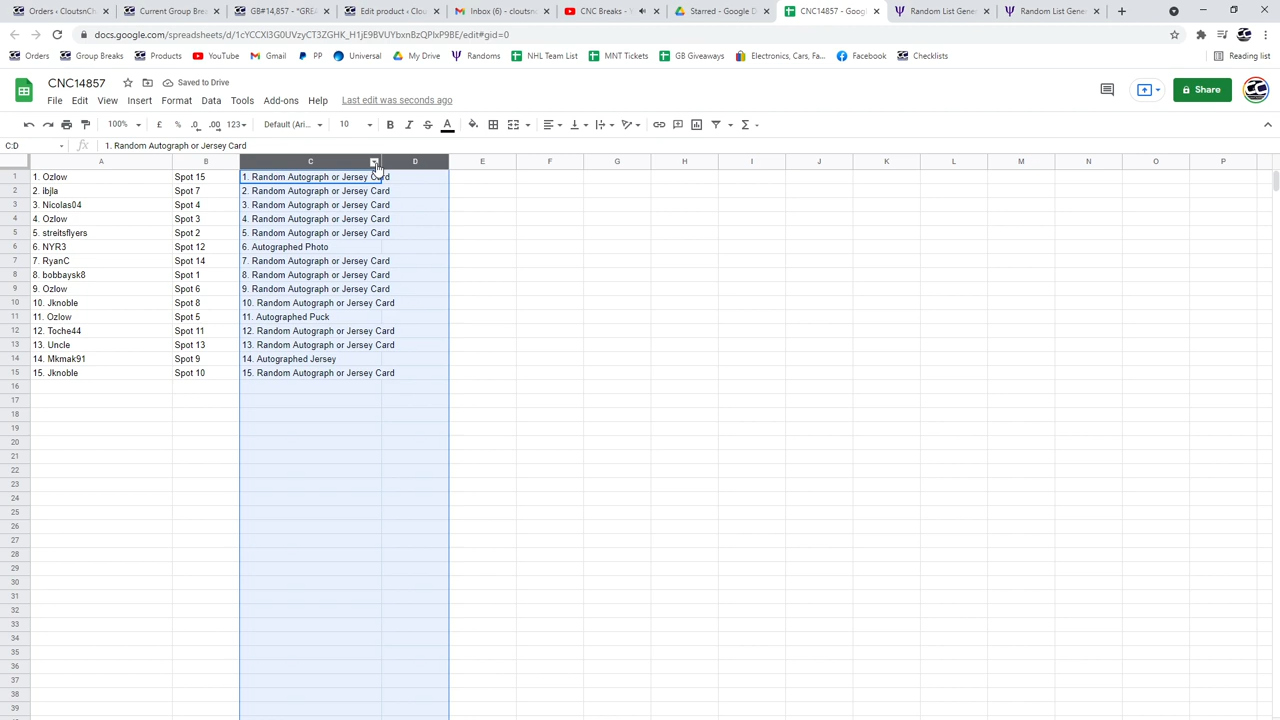 Orders ‹ CloutsnCh
Current Group Brea
GB#14,857 - *GREA
Edit product ‹ Clou
Inbox (6) - cloutsn
CNC Breaks - Y
Starred - Google D
CNC14857 - Googl
Random List Gene
Random List Gene
docs.google.com/spreadsheets/d/1cYCCXl3G0UVzyCT3ZGHK_H1jE9BVUYbxnBzQPlxP9BE/edit#gid=0
Orders Group Breaks Products YouTube Gmail PP Universal My Drive Randoms NHL Team List MNT Tickets GB Giveaways Electronics, Cars, Fa... Facebook Checklists Reading list
CNC14857 Saved to Drive
File Edit View Insert Format Data Tools Add-ons Help Last edit was seconds ago
Share
100% £ % .0 .00 123 Default (Ari... 10 B I S A
C:D fx 1. Random Autograph or Jersey Card
A B C D E F G H I J K L M N O P
1 1. Ozlow Spot 15 1. Random Autograph or Jersey Card
2 2. ibjla Spot 7 2. Random Autograph or Jersey Card
3 3. Nicolas04 Spot 4 3. Random Autograph or Jersey Card
4 4. Ozlow Spot 3 4. Random Autograph or Jersey Card
5 5. streitsflyers Spot 2 5. Random Autograph or Jersey Card
6 6. NYR3 Spot 12 6. Autographed Photo
7 7. RyanC Spot 14 7. Random Autograph or Jersey Card
8 8. bobbaysk8 Spot 1 8. Random Autograph or Jersey Card
9 9. Ozlow Spot 6 9. Random Autograph or Jersey Card
10 10. Jknoble Spot 8 10. Random Autograph or Jersey Card
11 11. Ozlow Spot 5 11. Autographed Puck
12 12. Toche44 Spot 11 12. Random Autograph or Jersey Card
13 13. Uncle Spot 13 13. Random Autograph or Jersey Card
14 14. Mkmak91 Spot 9 14. Autographed Jersey
15 15. Jknoble Spot 10 15. Random Autograph or Jersey Card
16
17
18
19
20
21
22
23
24
25
26
27
28
29
30
31
32
33
34
35
36
37
38
39